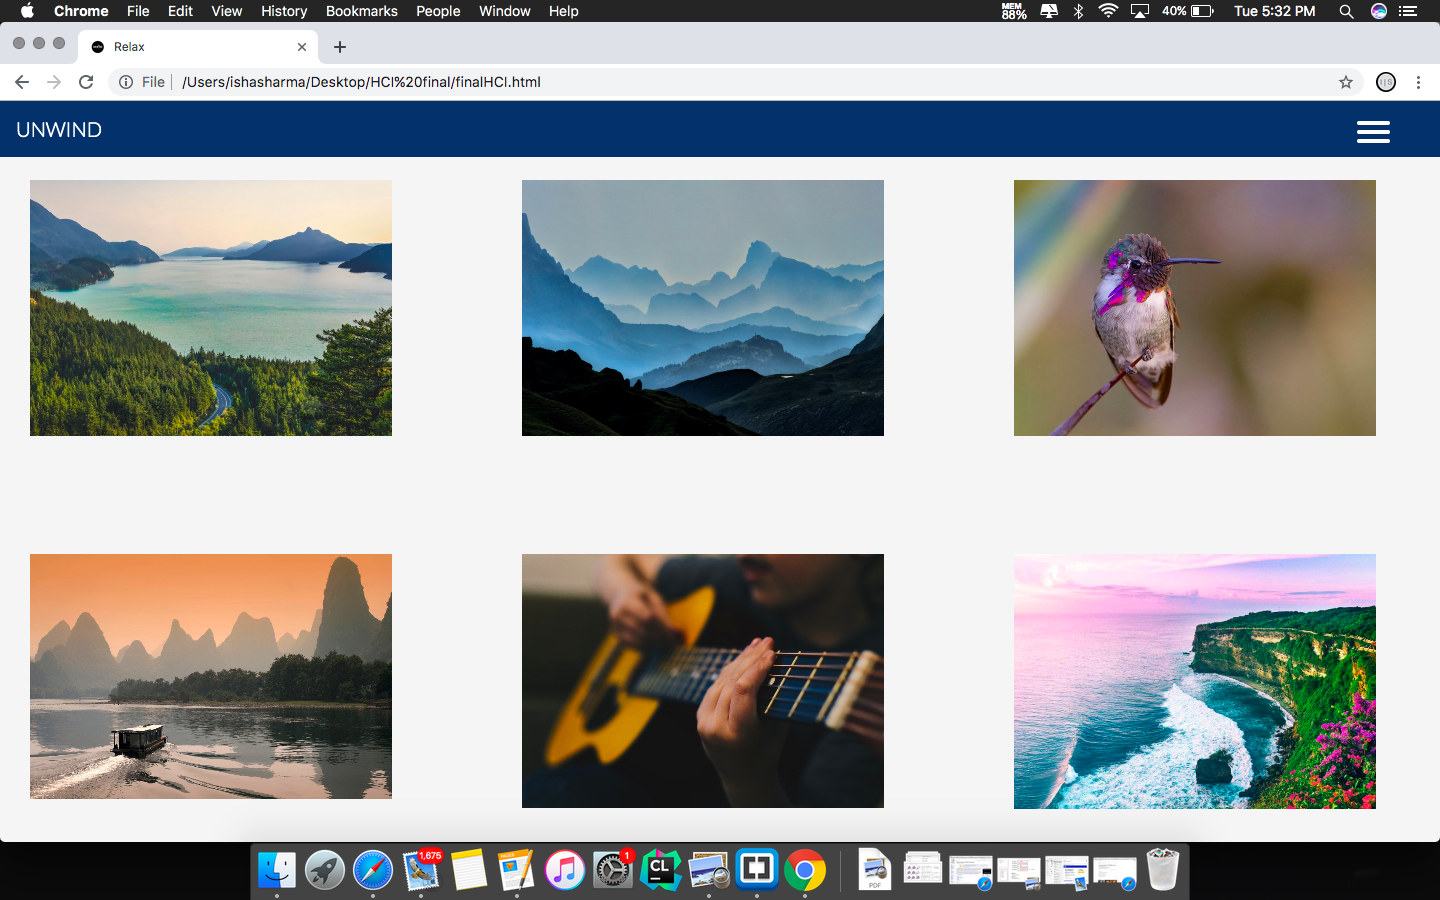 Chrome File Edit View History Bookmarks People Window Help MEM 88% 40% Tue 5:32 PM
Relax
File /Users/ishasharma/Desktop/HCI%20final/finalHCI.html
UNWIND
1,675
1
CL
PDF